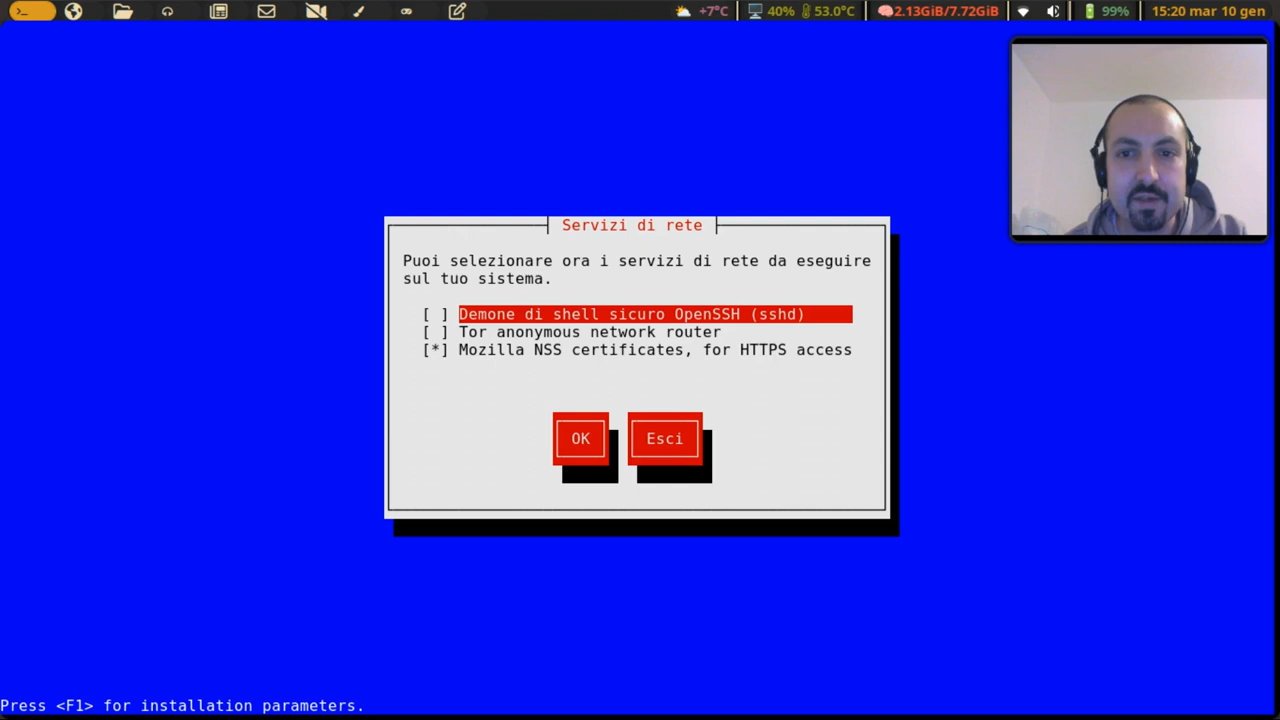 +7°C 40% 53.0°C 2.13GiB/7.72GiB 99% 15:20 mar 10 gen
Servizi di rete
Puoi selezionare ora i servizi di rete da eseguire
sul tuo sistema.
[ ] Demone di shell sicuro OpenSSH (sshd)
[ ] Tor anonymous network router
[*] Mozilla NSS certificates, for HTTPS access
OK Esci
Press <F1> for installation parameters.